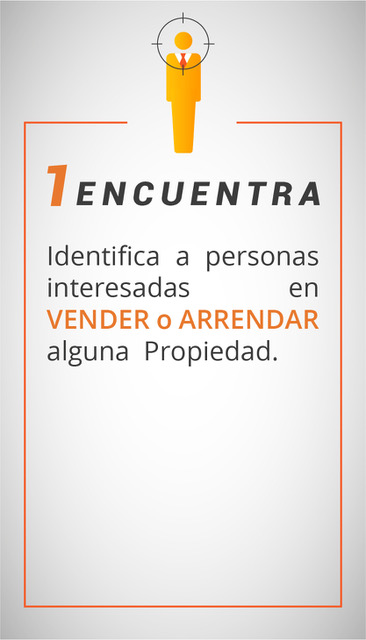 1 ENCUENTRA
Identifica a personas
interesadas en
VENDER o ARRENDAR
alguna Propiedad.